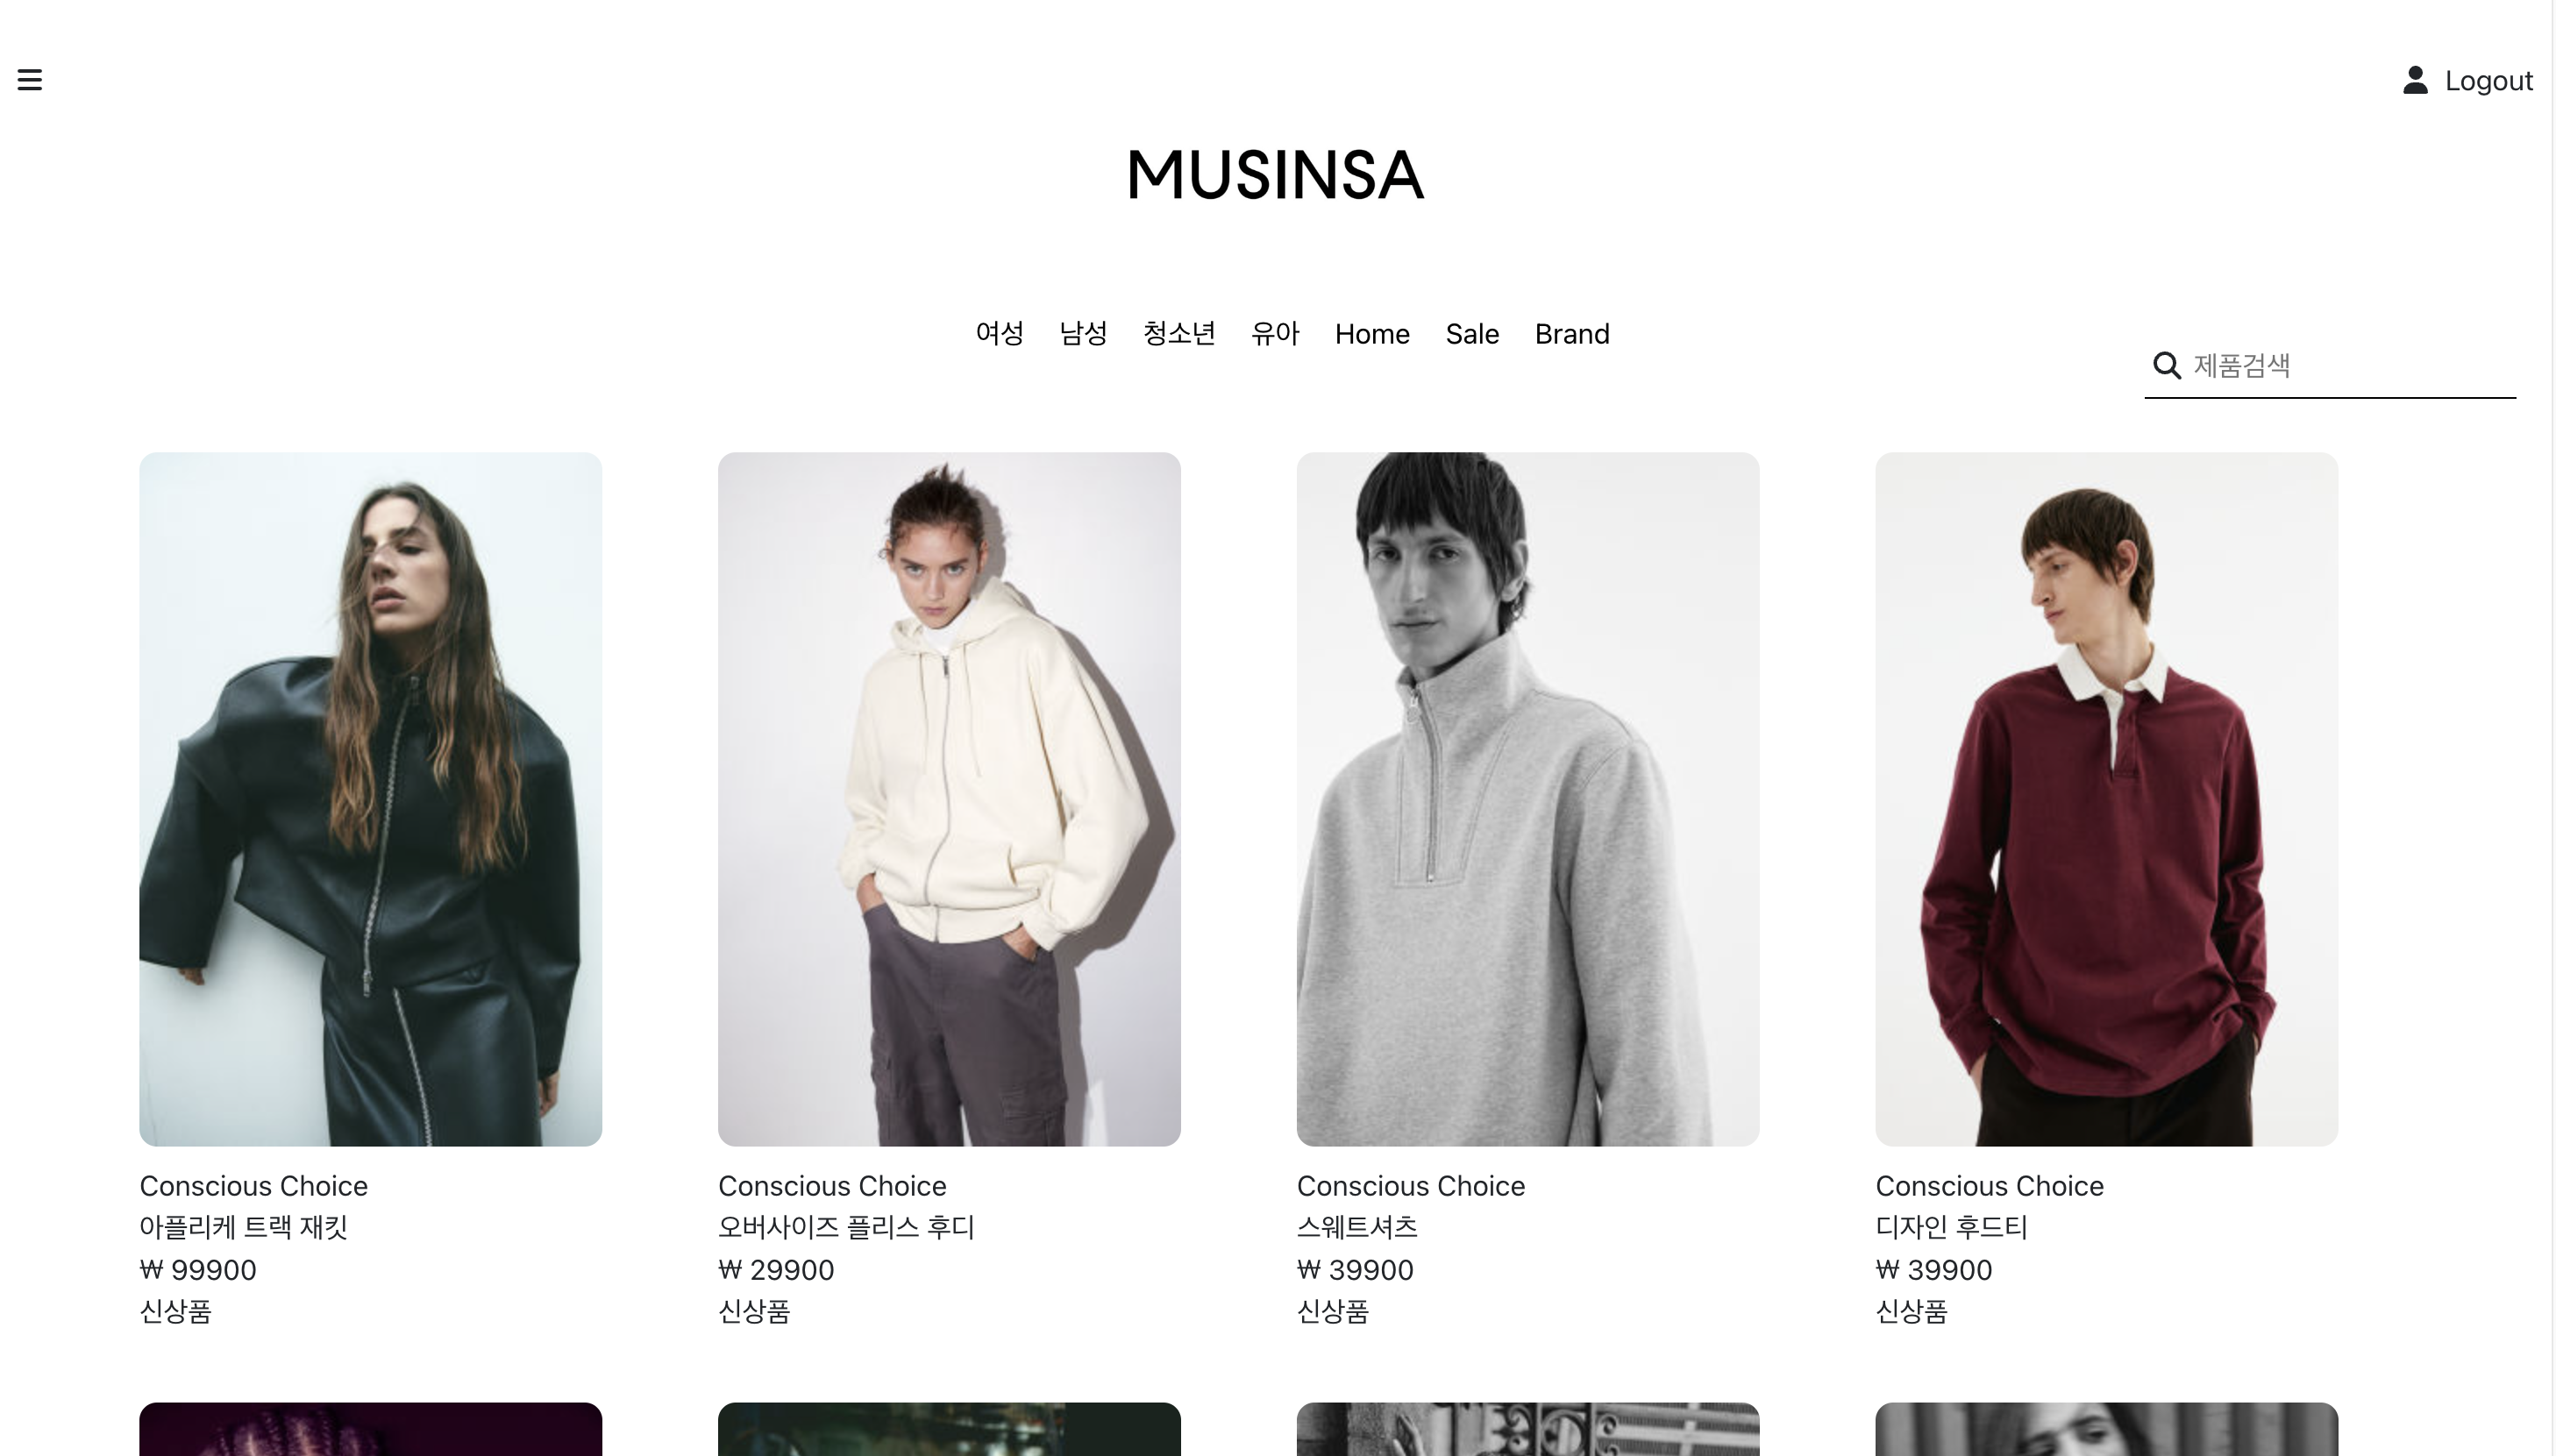 Logout
MUSINSA
여성 남성 청소년 유아 Home Sale Brand
제품검색
Conscious Choice
아플리케 트랙 재킷
₩ 99900
신상품
Conscious Choice
오버사이즈 플리스 후디
₩ 29900
신상품
Conscious Choice
스웨트셔츠
₩ 39900
신상품
Conscious Choice
디자인 후드티
₩ 39900
신상품